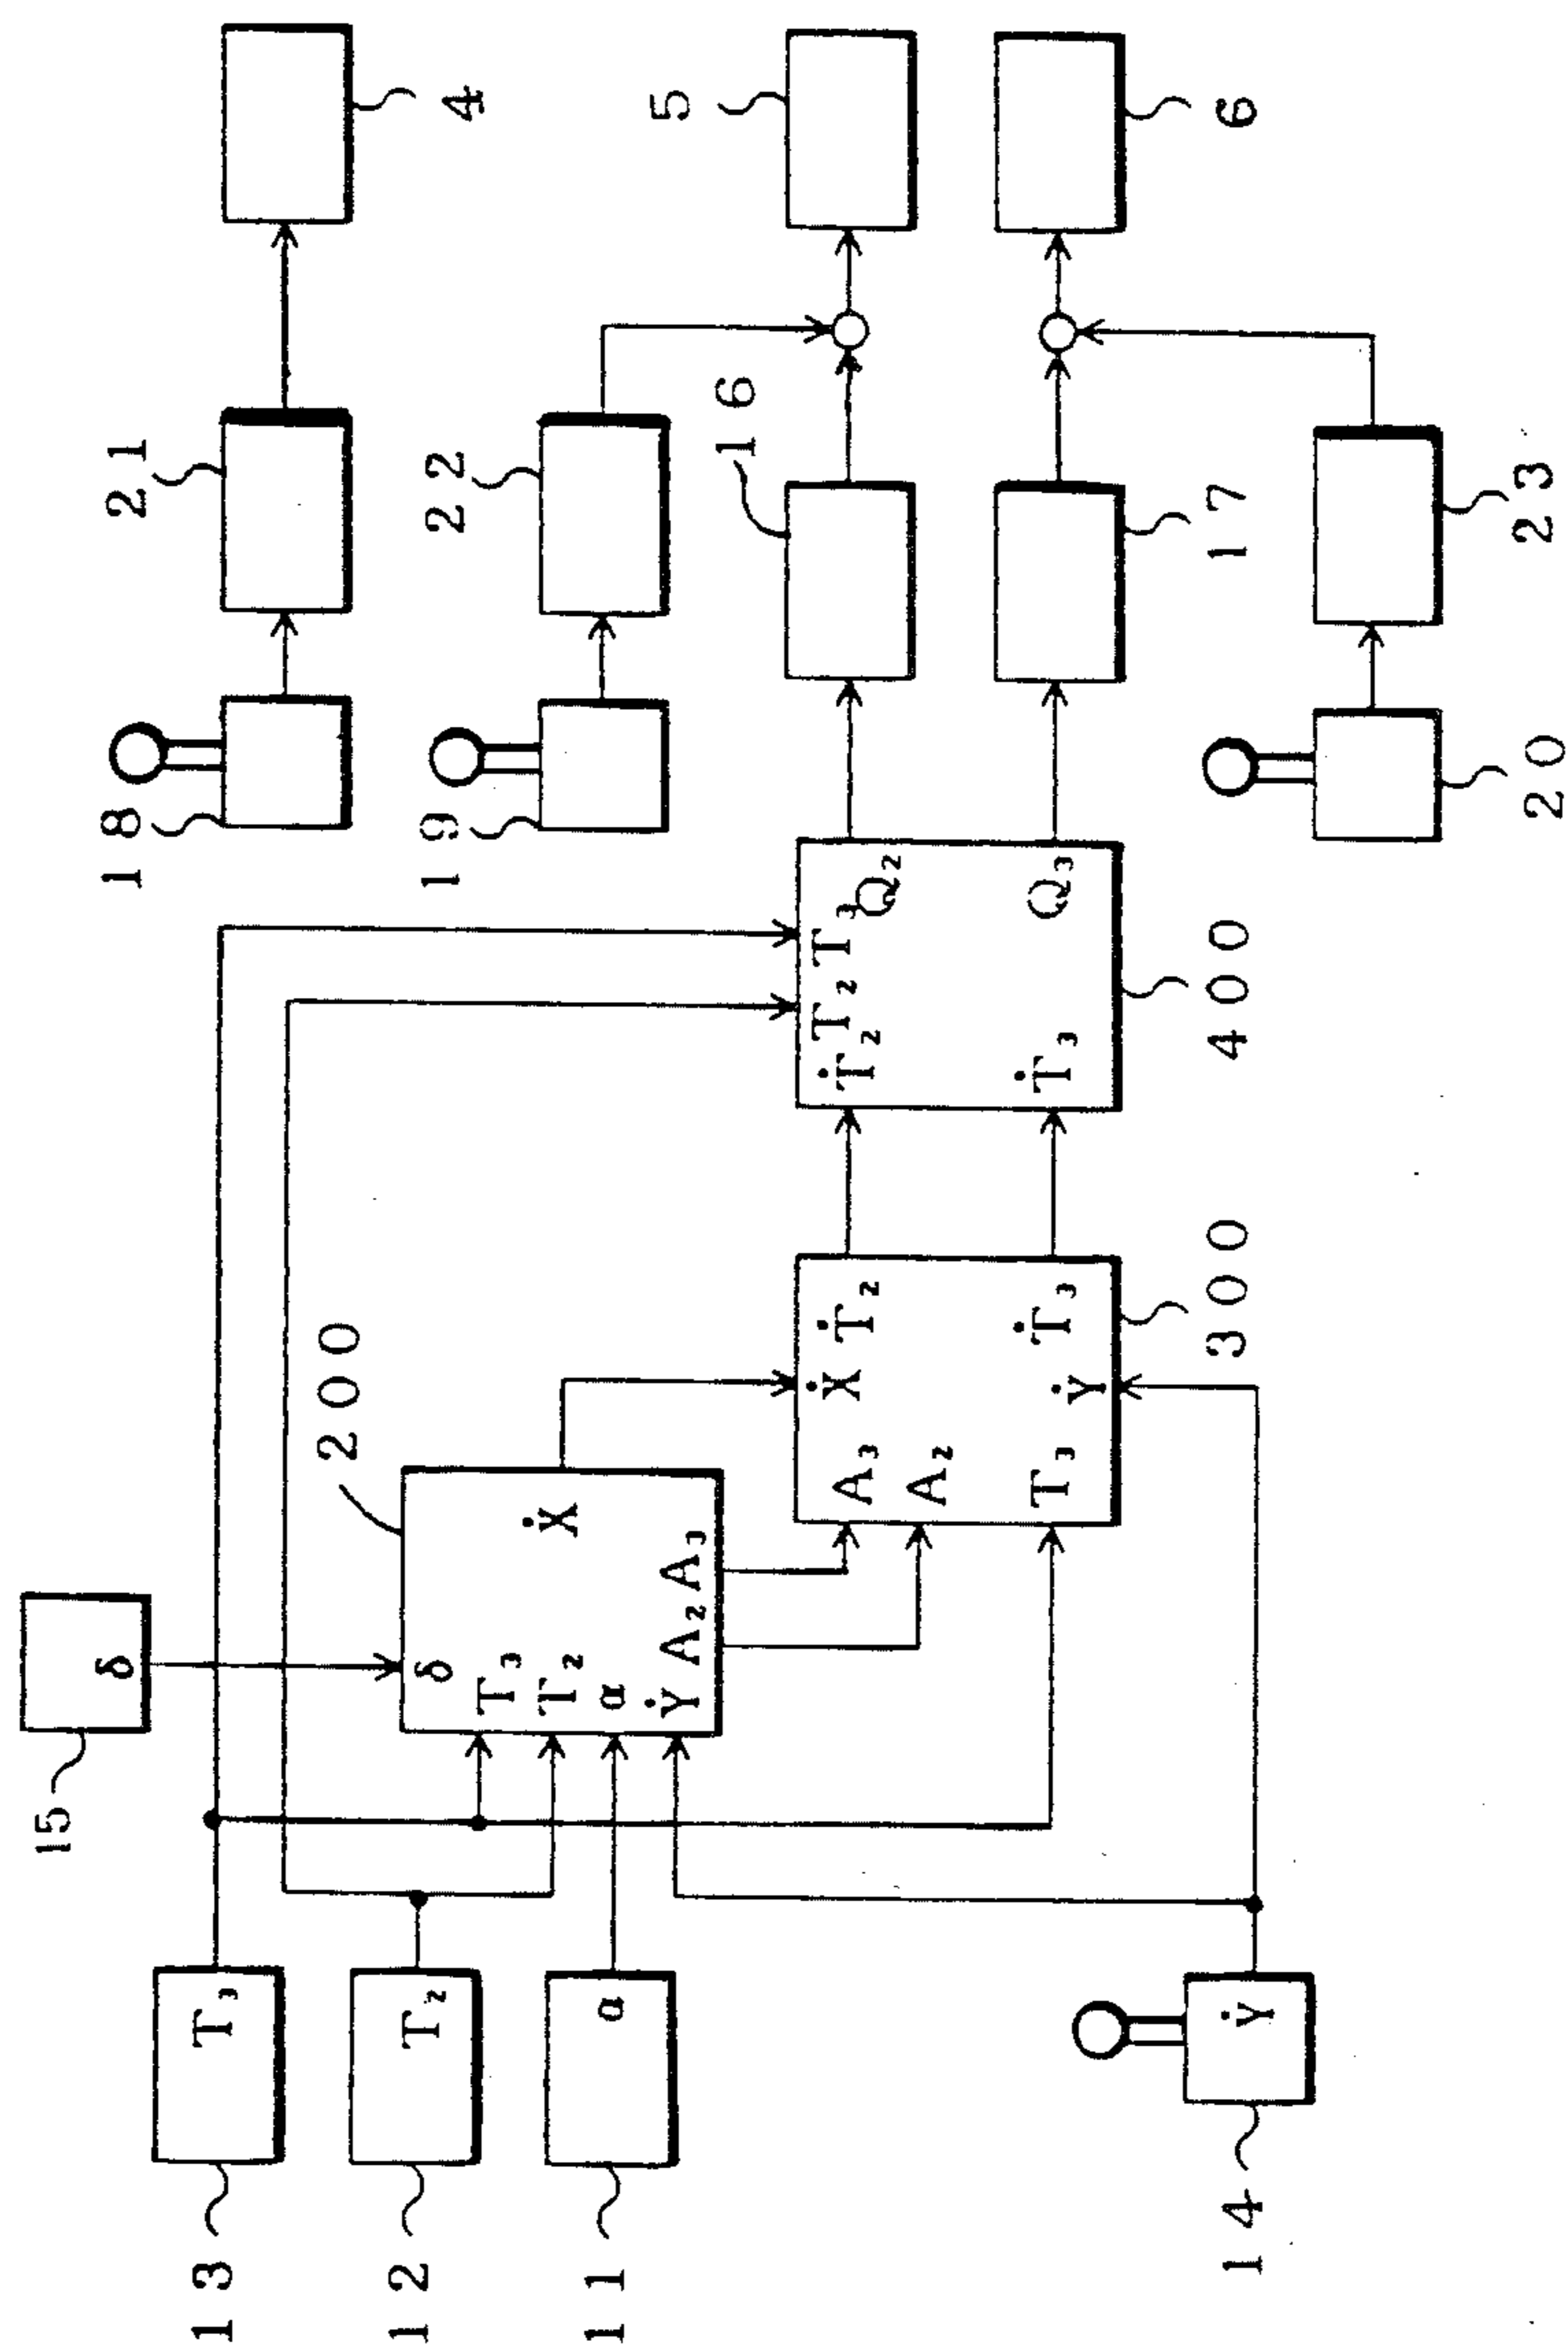 15
δ
13
T₃
12
T₂
11
α
14
Ẏ
200
δ
T₃
T₂
α
Ẏ
Ẋ
A₂
A₃
300
A₃
A₂
T₃
Ẋ
Ẏ
Ṫ₂
Ṫ₃
400
Ṫ₂
T₂
T₃
Ṫ₃
Q₂
Q₃
18
19
20
21
22
16
17
23
4
5
6